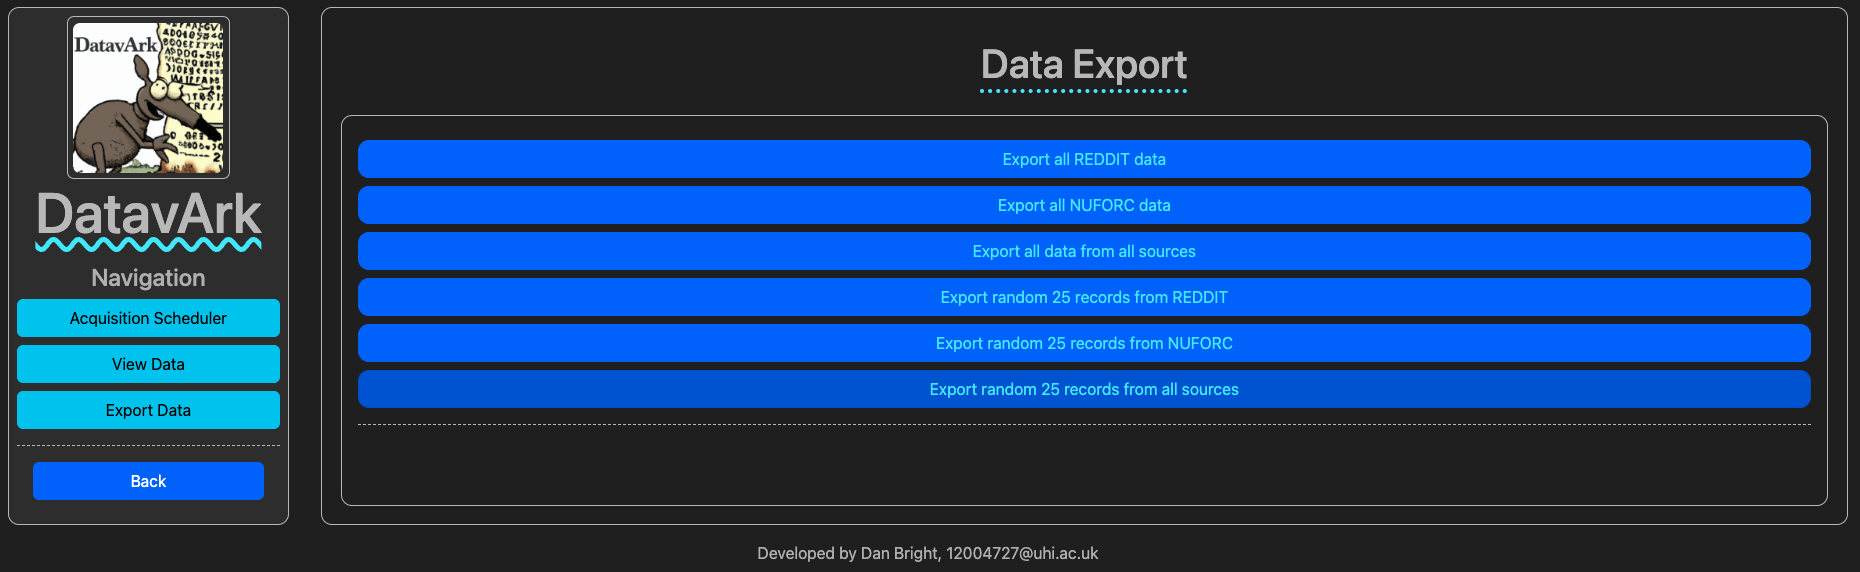 DatavArk
DatavArk
Navigation
Acquisition Scheduler
View Data
Export Data
Back
Data Export
Export all REDDIT data
Export all NUFORC data
Export all data from all sources
Export random 25 records from REDDIT
Export random 25 records from NUFORC
Export random 25 records from all sources
Developed by Dan Bright, 12004727@uhi.ac.uk